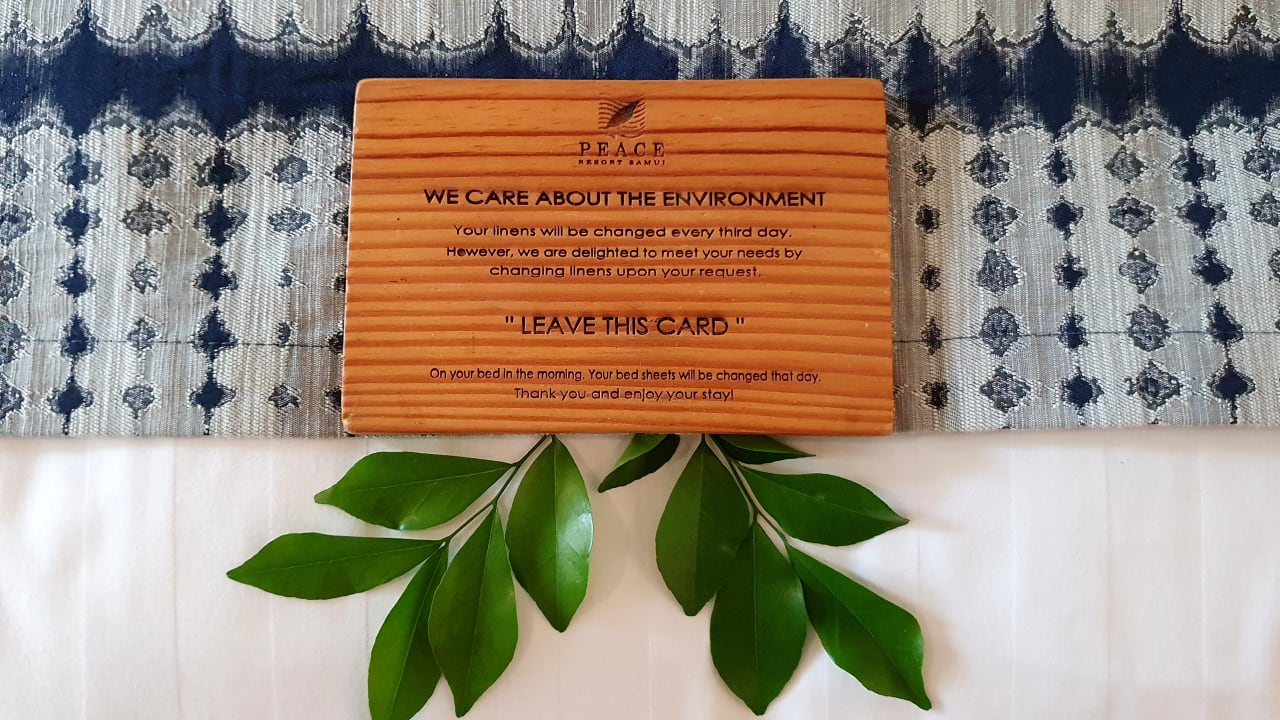 PEACE
RESORT SAMUI
WE CARE ABOUT THE ENVIRONMENT
Your linens will be changed every third day.
However, we are delighted to meet your needs by
changing linens upon your request.
" LEAVE THIS CARD "
On your bed in the morning. Your bed sheets will be changed that day.
Thank you and enjoy your stay!